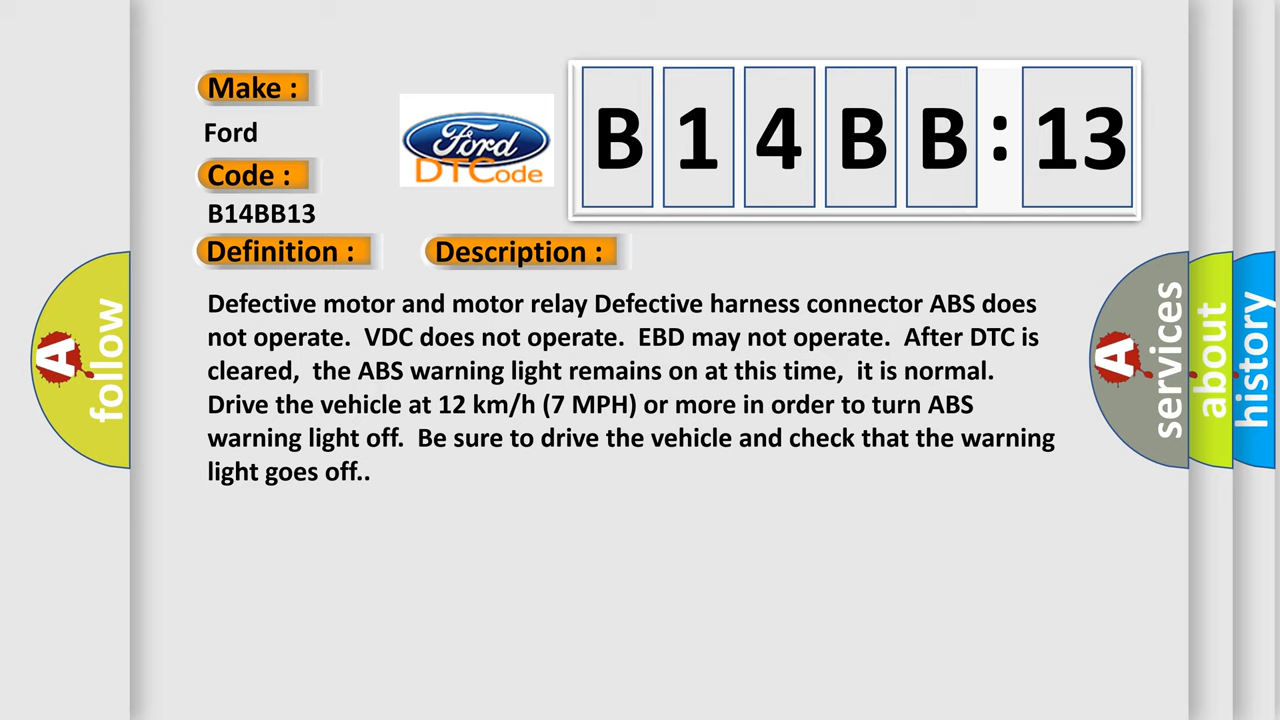 Make :
Ford
Code :
B14BB13
Definition :
Description :
Ford
DTCode
B14BB:13
Defective motor and motor relay Defective harness connector ABS does
not operate  VDC does not operate  EBD may not operate  After DTC is
cleared,  the ABS warning light remains on at this time,  it is normal
Drive the vehicle at 12 km/h (7 MPH) or more in order to turn ABS
warning light off  Be sure to drive the vehicle and check that the warning
light goes off..
A follow
A services
about
history